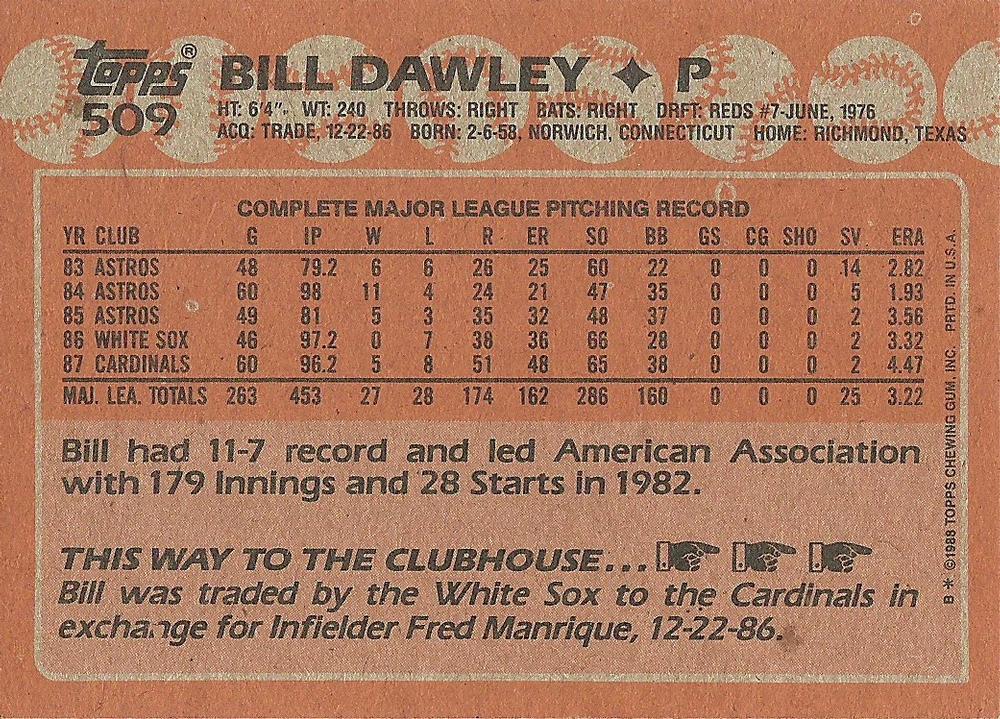 topps®
509
BILL DAWLEY ✦ P
HT: 6'4". WT: 240 THROWS: RIGHT BATS: RIGHT DRFT: REDS #7-JUNE, 1976
ACQ: TRADE, 12-22-86 BORN: 2-6-58, NORWICH, CONNECTICUT HOME: RICHMOND, TEXAS
COMPLETE MAJOR LEAGUE PITCHING RECORD
YR CLUB G IP W L R ER SO BB GS CG SHO SV ERA
83 ASTROS 48 79.2 6 6 26 25 60 22 0 0 0 14 2.82
84 ASTROS 60 98 11 4 24 21 47 35 0 0 0 5 1.93
85 ASTROS 49 81 5 3 35 32 48 37 0 0 0 2 3.56
86 WHITE SOX 46 97.2 0 7 38 36 66 28 0 0 0 2 3.32
87 CARDINALS 60 96.2 5 8 51 48 65 38 0 0 0 2 4.47
MAJ. LEA. TOTALS 263 453 27 28 174 162 286 160 0 0 0 25 3.22
Bill had 11-7 record and led American Association
with 179 Innings and 28 Starts in 1982.
THIS WAY TO THE CLUBHOUSE...
Bill was traded by the White Sox to the Cardinals in
exchange for Infielder Fred Manrique, 12-22-86.
B * ©1988 TOPPS CHEWING GUM, INC. PRTD. IN U.S.A.